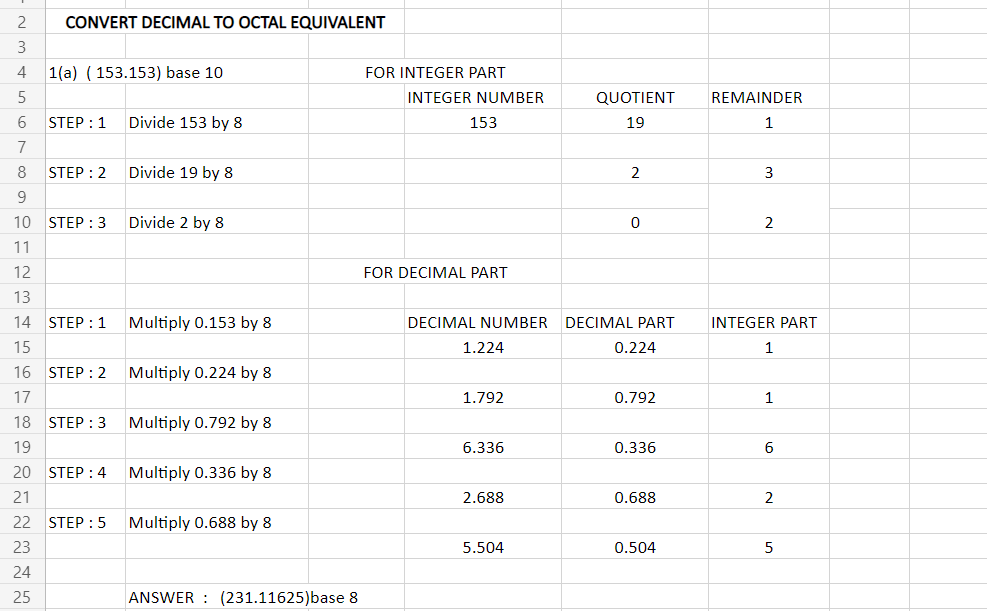 2 CONVERT DECIMAL TO OCTAL EQUIVALENT
3
4 1(a) ( 153.153) base 10 FOR INTEGER PART
5 INTEGER NUMBER QUOTIENT REMAINDER
6 STEP : 1 Divide 153 by 8 153 19 1
7
8 STEP : 2 Divide 19 by 8 2 3
9
10 STEP : 3 Divide 2 by 8 0 2
11
12 FOR DECIMAL PART
13
14 STEP : 1 Multiply 0.153 by 8 DECIMAL NUMBER DECIMAL PART INTEGER PART
15 1.224 0.224 1
16 STEP : 2 Multiply 0.224 by 8
17 1.792 0.792 1
18 STEP : 3 Multiply 0.792 by 8
19 6.336 0.336 6
20 STEP : 4 Multiply 0.336 by 8
21 2.688 0.688 2
22 STEP : 5 Multiply 0.688 by 8
23 5.504 0.504 5
24
25 ANSWER : (231.11625)base 8